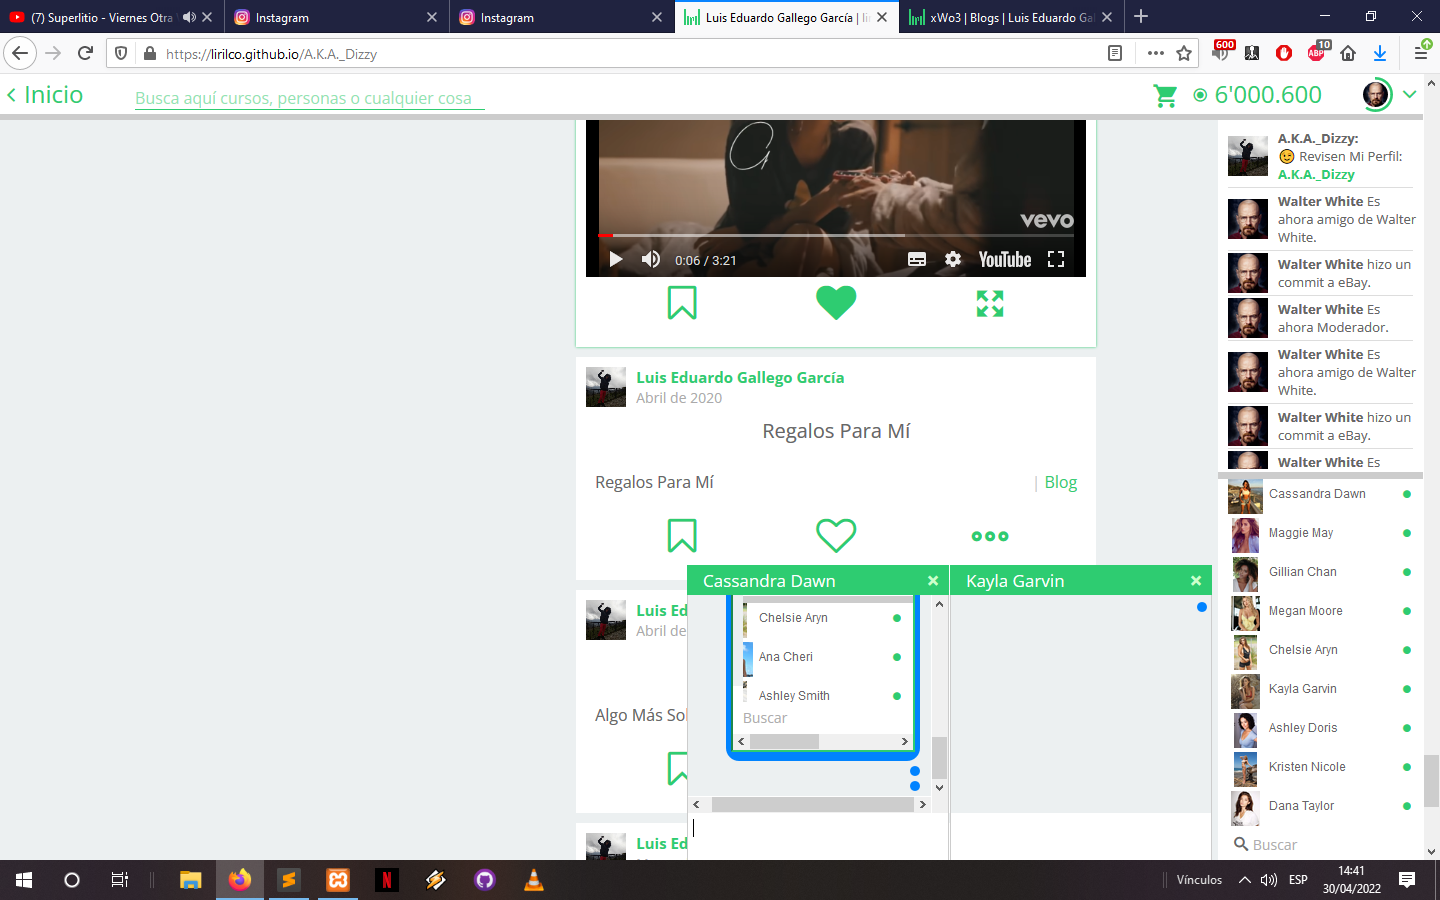 (7) Superlitio - Viernes Otra
Instagram
Instagram
Luis Eduardo Gallego García | li
xWo3 | Blogs | Luis Eduardo Ga
https://lirilco.github.io/A.K.A._Dizzy
600
ABP
10
Inicio
Busca aquí cursos, personas o cualquier cosa
6'000.600
vevo
0:06 / 3:21
YouTube
Luis Eduardo Gallego García
Abril de 2020
Regalos Para Mí
Regalos Para Mí
| Blog
Luis Ed
Abril de
Algo Más Sol
Luis Ed
Cassandra Dawn
Chelsie Aryn
Ana Cheri
Ashley Smith
Buscar
Kayla Garvin
A.K.A._Dizzy:
😉 Revisen Mi Perfil:
A.K.A._Dizzy
Walter White Es
ahora amigo de Walter
White.
Walter White hizo un
commit a eBay.
Walter White Es
ahora Moderador.
Walter White Es
ahora amigo de Walter
White.
Walter White hizo un
commit a eBay.
Walter White Es
Cassandra Dawn
Maggie May
Gillian Chan
Megan Moore
Chelsie Aryn
Kayla Garvin
Ashley Doris
Kristen Nicole
Dana Taylor
Buscar
Vínculos
ESP
14:41
30/04/2022